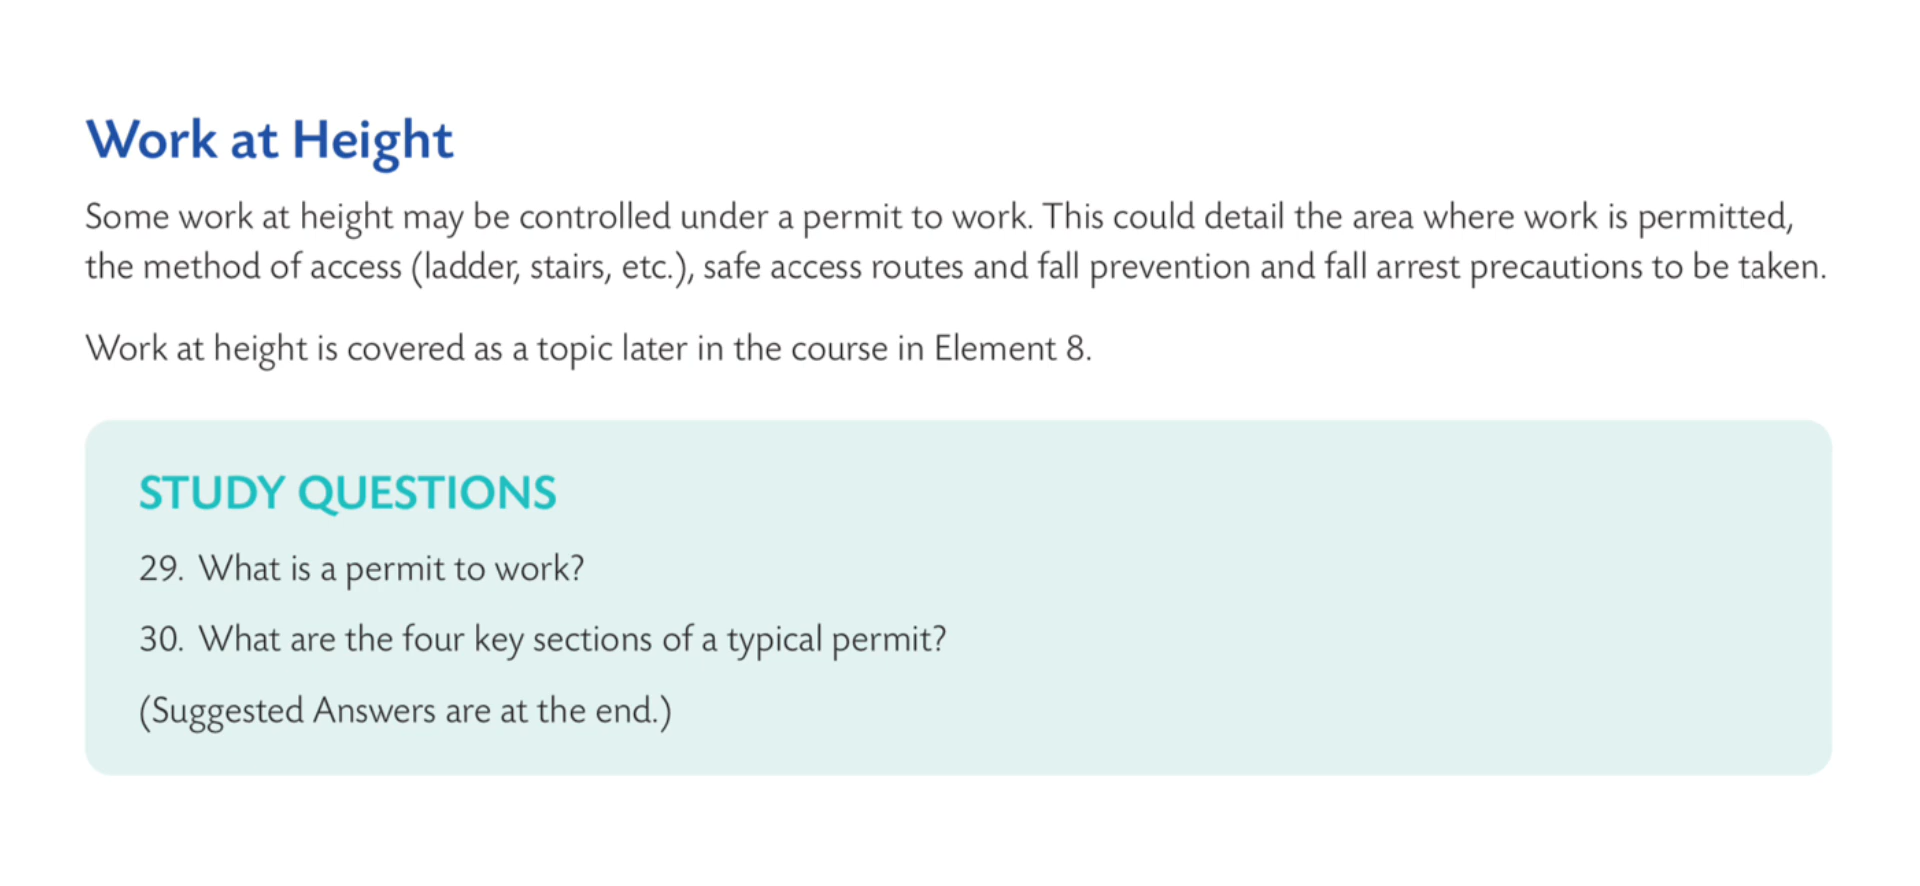 Work at Height
Some work at height may be controlled under a permit to work. This could detail the area where work is permitted,
the method of access (ladder, stairs, etc.), safe access routes and fall prevention and fall arrest precautions to be taken.
Work at height is covered as a topic later in the course in Element 8.
STUDY QUESTIONS
29. What is a permit to work?
30. What are the four key sections of a typical permit?
(Suggested Answers are at the end.)